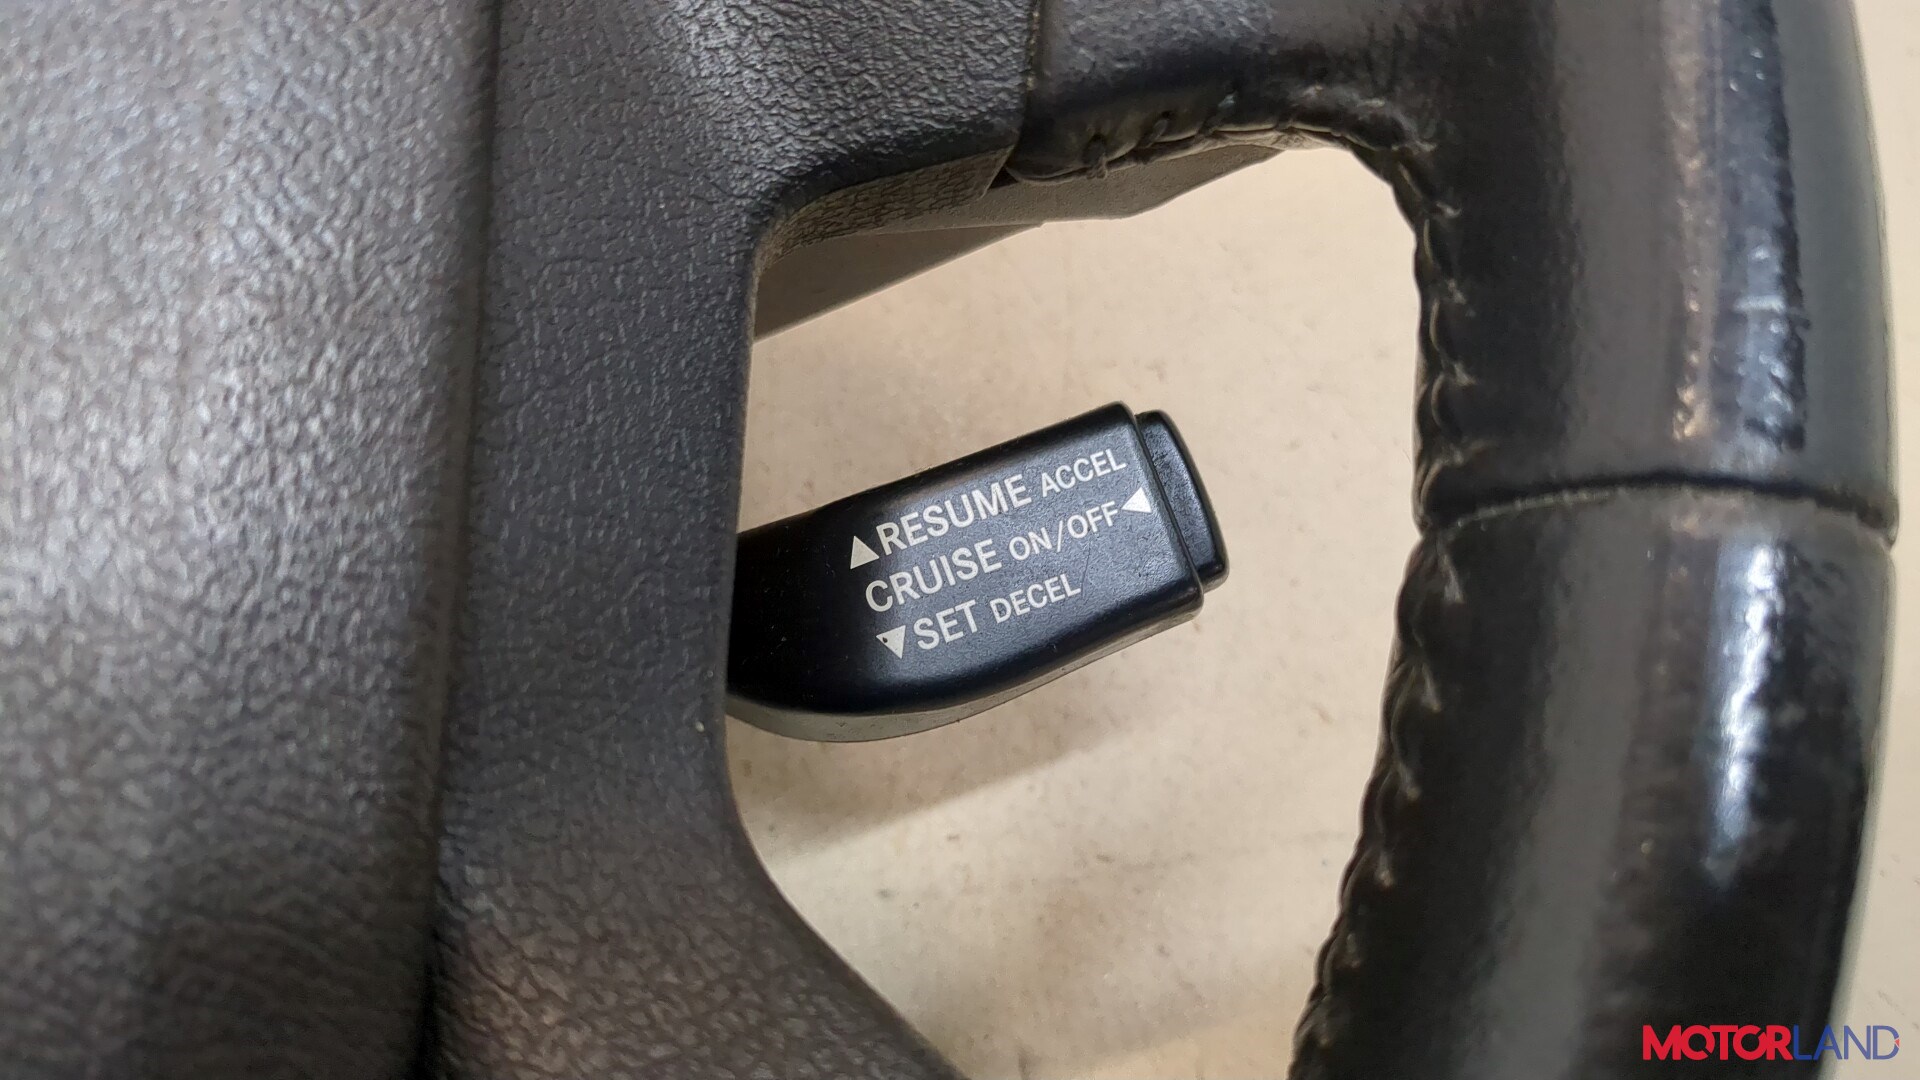 ▲RESUME ACCEL
CRUISE ON/OFF◀
▼SET DECEL
MOTORLAND